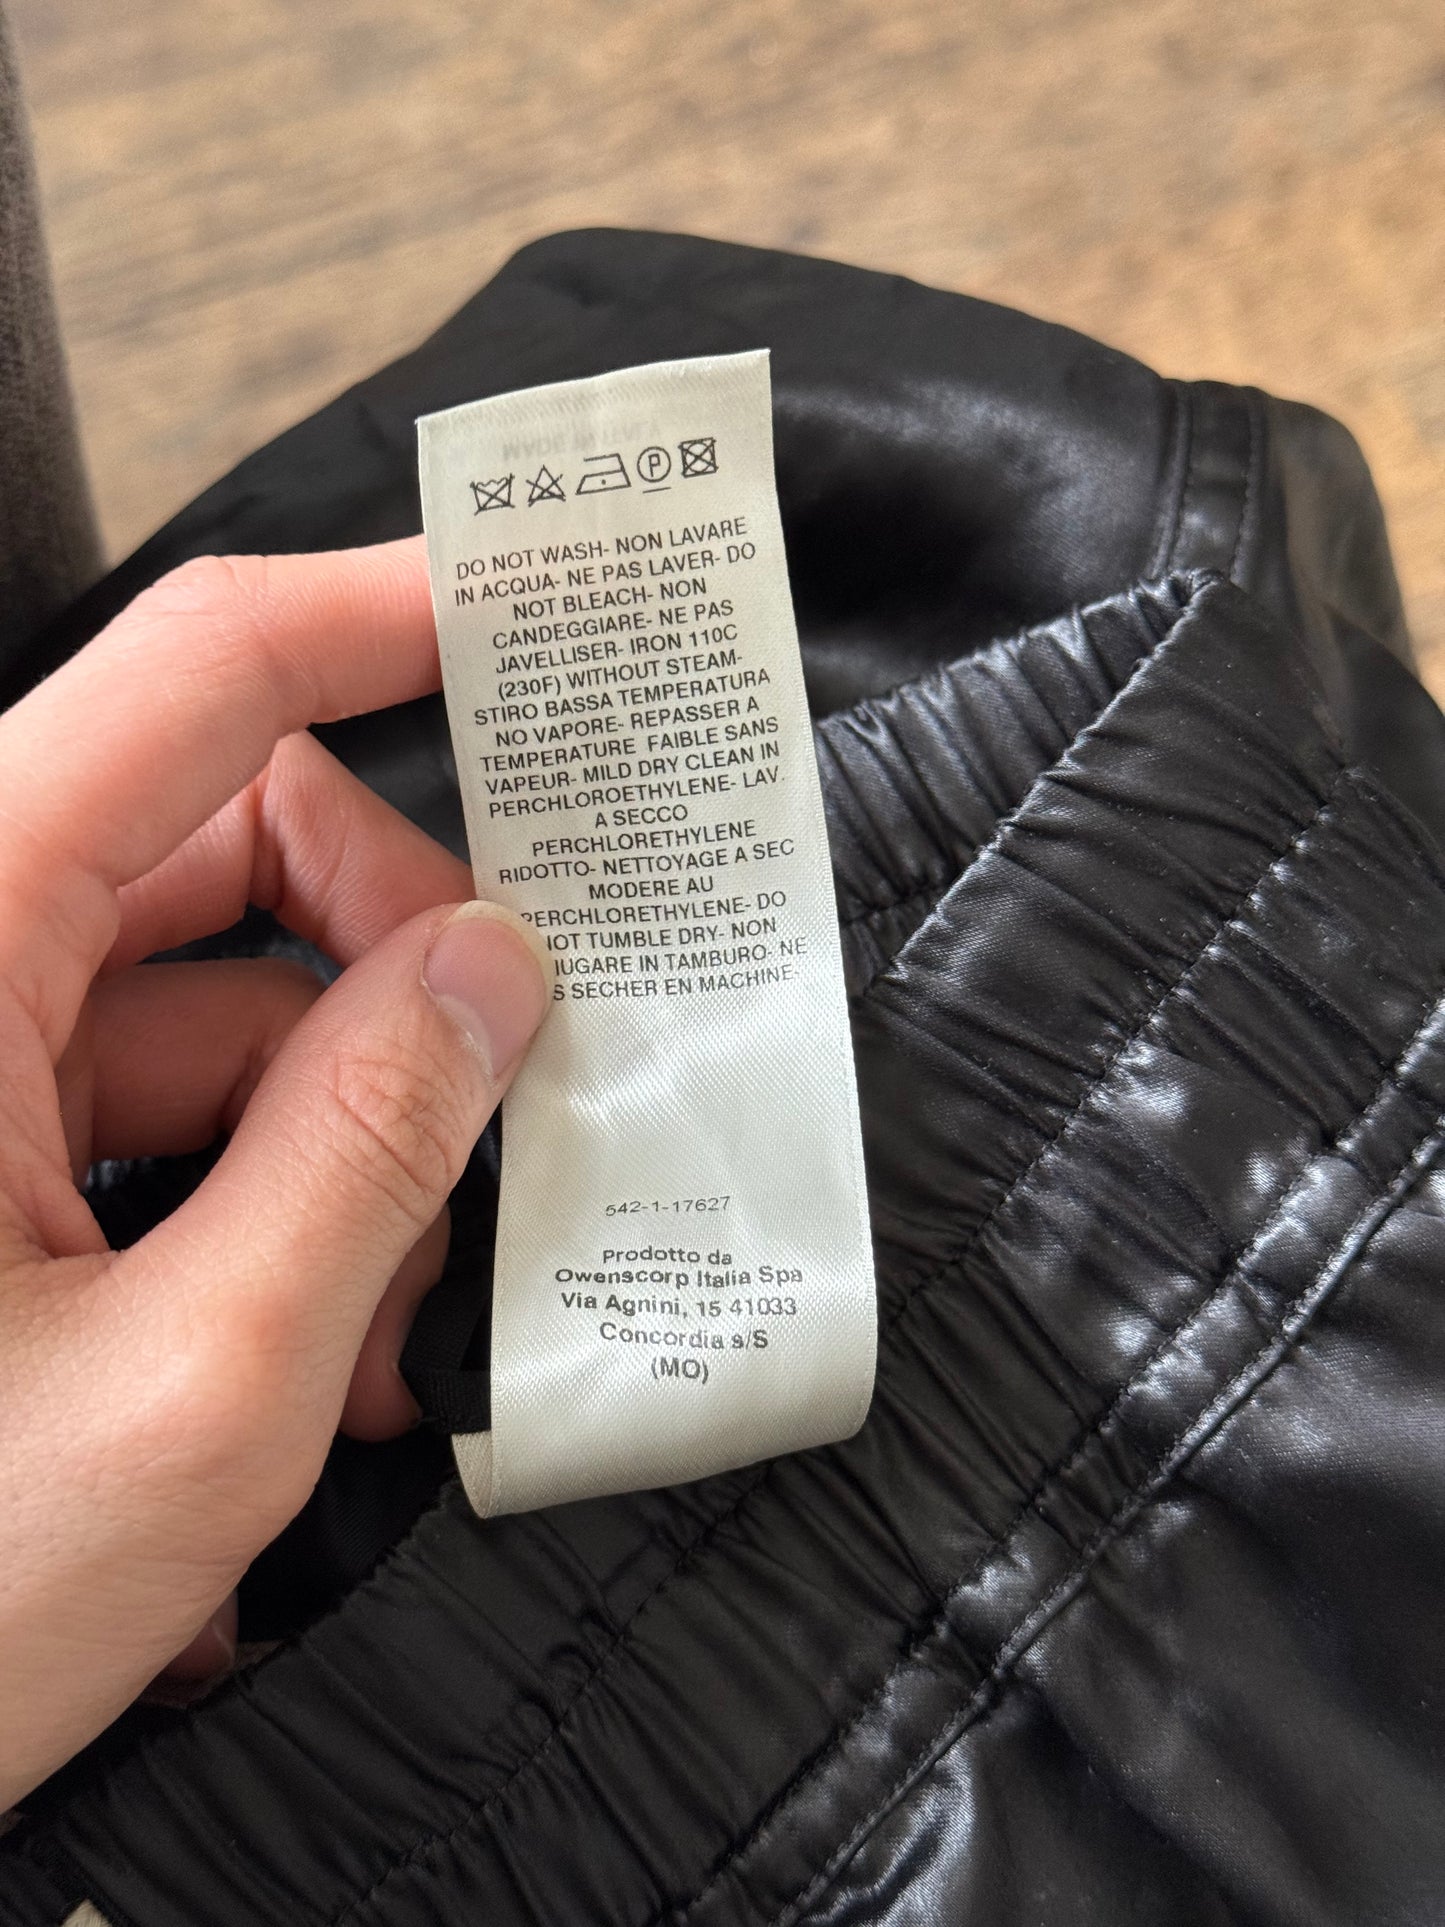 DO NOT WASH- NON LAVARE
IN ACQUA- NE PAS LAVER- DO
NOT BLEACH- NON
CANDEGGIARE- NE PAS
JAVELLISER- IRON 110C
(230F) WITHOUT STEAM-
STIRO BASSA TEMPERATURA
NO VAPORE- REPASSER A
TEMPERATURE FAIBLE SANS
VAPEUR- MILD DRY CLEAN IN
PERCHLOROETHYLENE- LAV.
A SECCO
PERCHLORETHYLENE
RIDOTTO- NETTOYAGE A SEC
MODERE AU
PERCHLORETHYLENE- DO
NOT TUMBLE DRY- NON
IUGARE IN TAMBURO- NE
S SECHER EN MACHINE-
642-1-17627
Prodotto da
Owenscorp Italia Spa
Via Agnini, 15 41033
Concordia s/S
(MO)